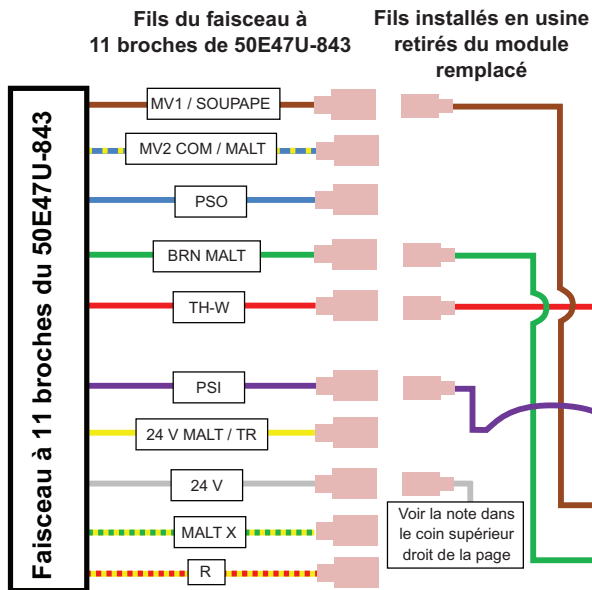 Fils du faisceau à
11 broches de 50E47U-843
Fils installés en usine
retirés du module
remplacé
Faisceau à 11 broches du 50E47U-843
MV1 / SOUPAPE
MV2 COM / MALT
PSO
BRN MALT
TH-W
PSI
24 V MALT / TR
24 V
MALT X
R
Voir la note dans
le coin supérieur
droit de la page